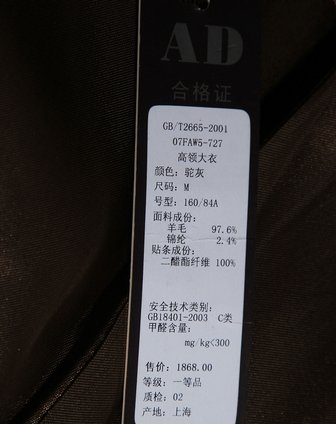 AD
合格证
GB/T2665-2001
07FAW5-727
高领大衣
颜色：驼灰
尺码：M
号型：160/84A
面料成份：
羊毛 97.6%
锦纶 2.4%
贴条成份：
二醋酯纤维 100%
安全技术类别：
GB18401-2003 C类
甲醛含量：
mg/kg<300
售价：1868.00
等级：一等品
质检：02
产地：上海